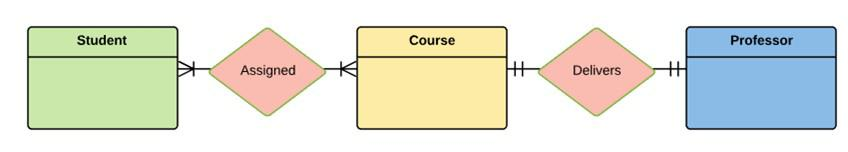 Student
Assigned
Course
Delivers
Professor